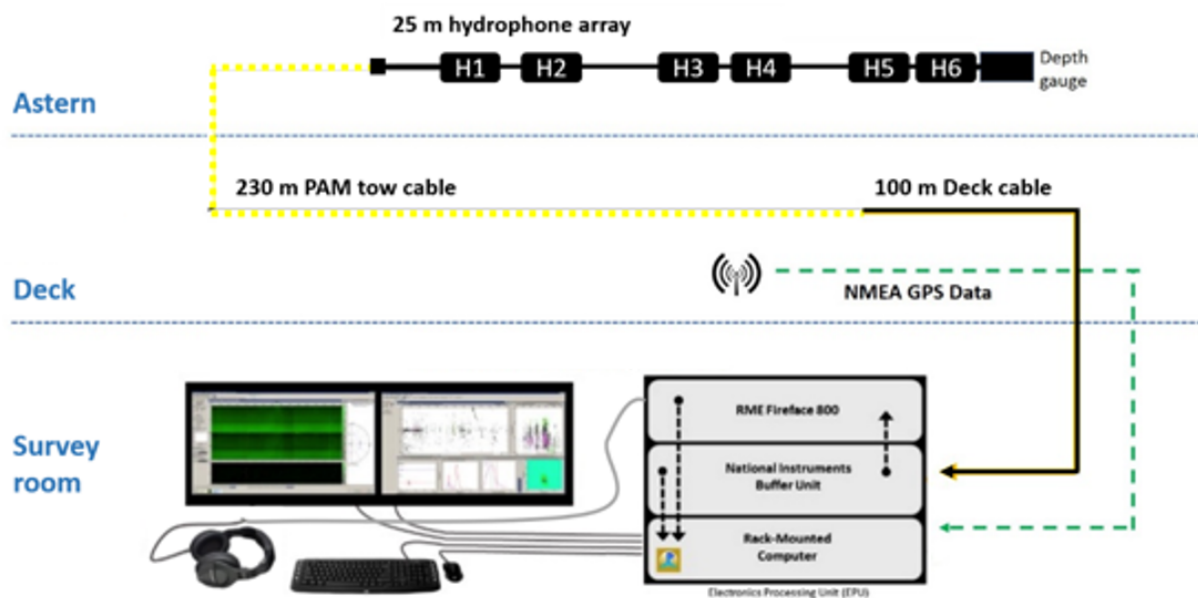 25 m hydrophone array
H1 H2 H3 H4 H5 H6
Depth
gauge
Astern
230 m PAM tow cable
100 m Deck cable
Deck
NMEA GPS Data
Survey
room
RME Fireface 800
National Instruments
Buffer Unit
Rack-Mounted
Computer
Electronics Processing Unit (EPU)